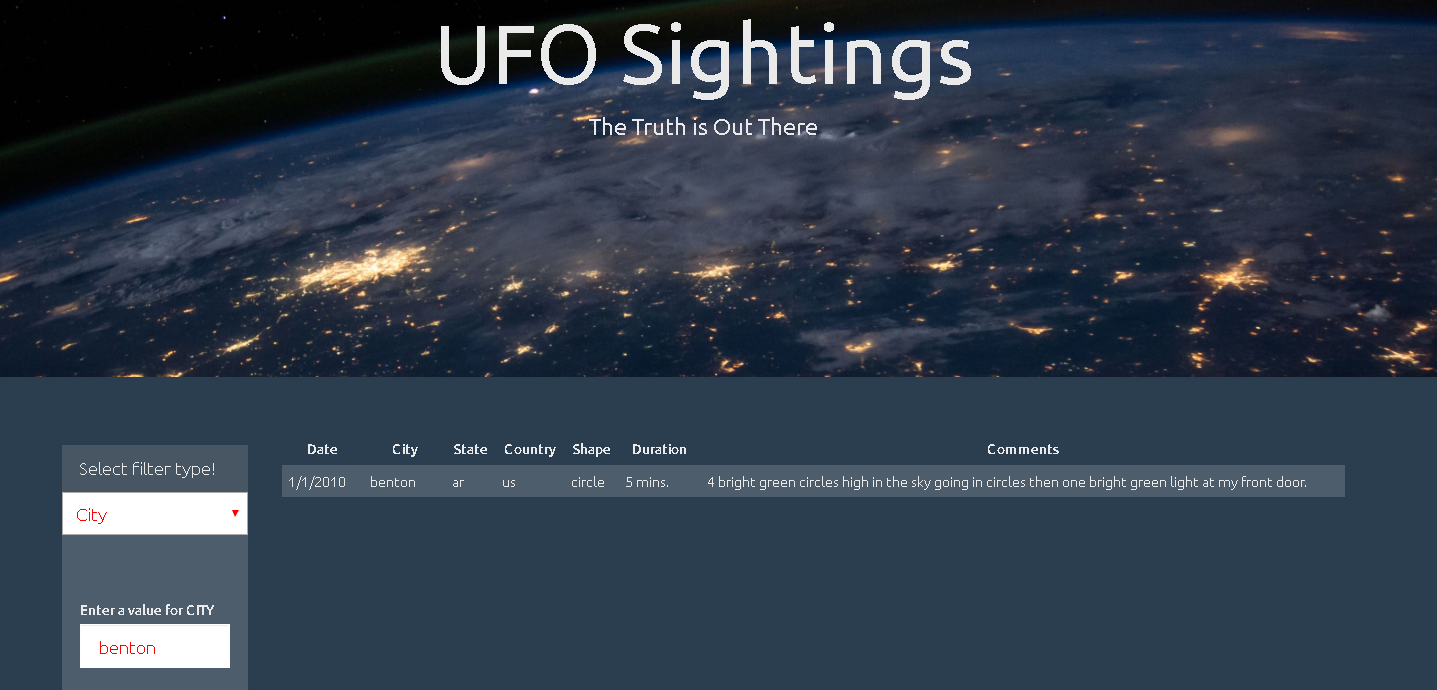 UFO Sightings
The Truth is Out There
Select filter type!
City
Enter a value for CITY
benton
Date City State Country Shape Duration Comments
1/1/2010 benton ar us circle 5 mins. 4 bright green circles high in the sky going in circles then one bright green light at my front door.